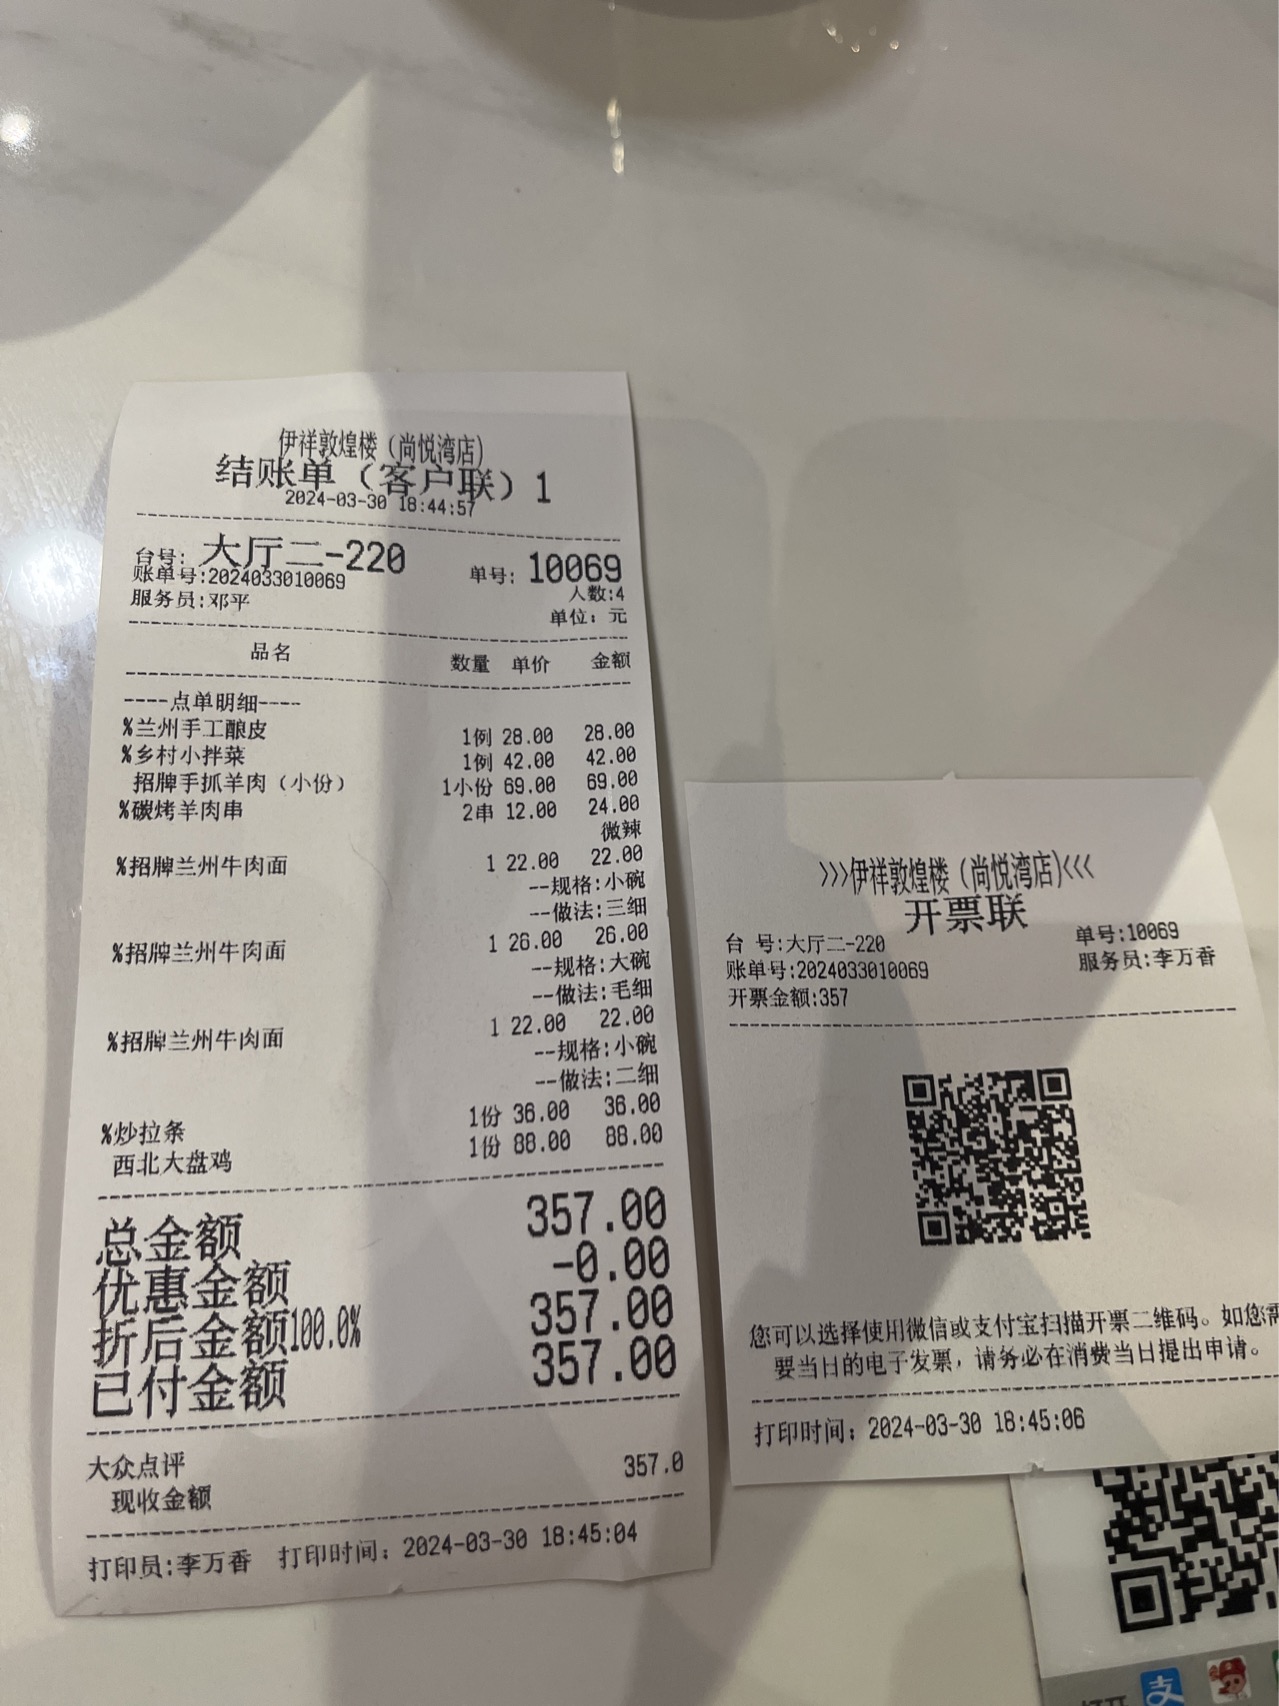 伊祥敦煌楼（尚悦湾店）
结账单（客户联）1
2024-03-30 18:44:57
台号: 大厅二-220 单号: 10069
账单号:2024033010069 人数:4
服务员:邓平 单位: 元
品名 数量 单价 金额
----点单明细----
%兰州手工酿皮 1例 28.00 28.00
%乡村小拌菜 1例 42.00 42.00
招牌手抓羊肉（小份） 1小份 69.00 69.00
%碳烤羊肉串 2串 12.00 24.00
微辣
%招牌兰州牛肉面 1 22.00 22.00
--规格:小碗
--做法:三细
%招牌兰州牛肉面 1 26.00 26.00
--规格:大碗
--做法:毛细
%招牌兰州牛肉面 1 22.00 22.00
--规格:小碗
--做法:二细
%炒拉条 1份 36.00 36.00
西北大盘鸡 1份 88.00 88.00
总金额 357.00
优惠金额 -0.00
折后金额100.0% 357.00
已付金额 357.00
大众点评 357.0
现收金额
打印员:李万香 打印时间: 2024-03-30 18:45:04
>>>伊祥敦煌楼（尚悦湾店）<<<
开票联
台 号:大厅二-220 单号:10069
账单号:2024033010069 服务员:李万香
开票金额:357
您可以选择使用微信或支付宝扫描开票二维码。如您需
要当日的电子发票，请务必在消费当日提出申请。
打印时间: 2024-03-30 18:45:06
支